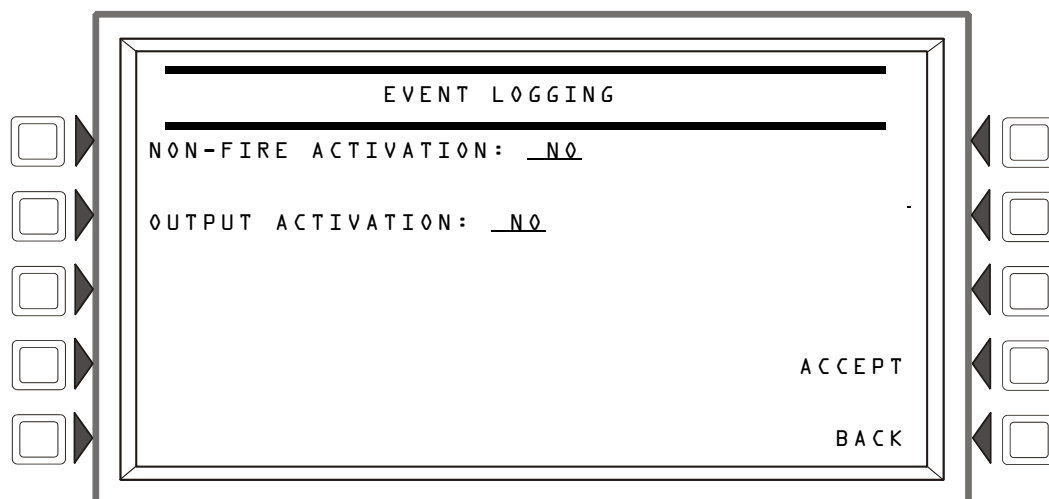 EVENT LOGGING
NON-FIRE ACTIVATION: NO
OUTPUT ACTIVATION: NO
ACCEPT
BACK